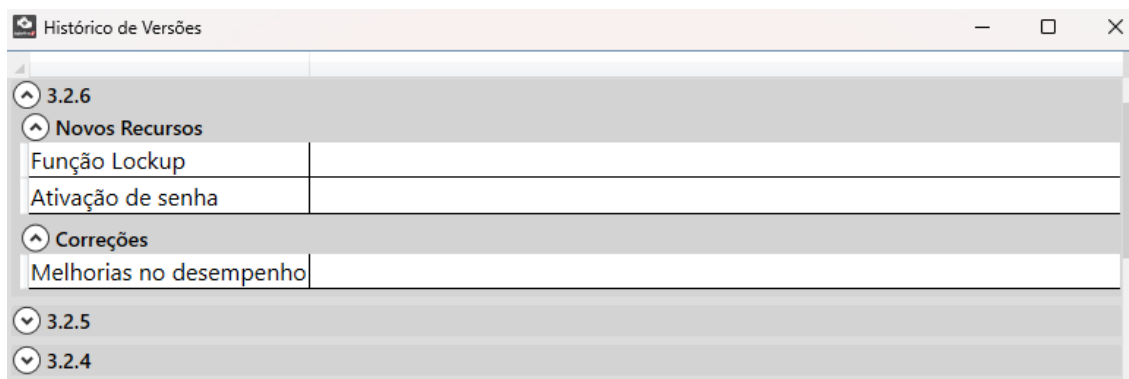 Histórico de Versões
3.2.6
Novos Recursos
Função Lockup
Ativação de senha
Correções
Melhorias no desempenho
3.2.5
3.2.4